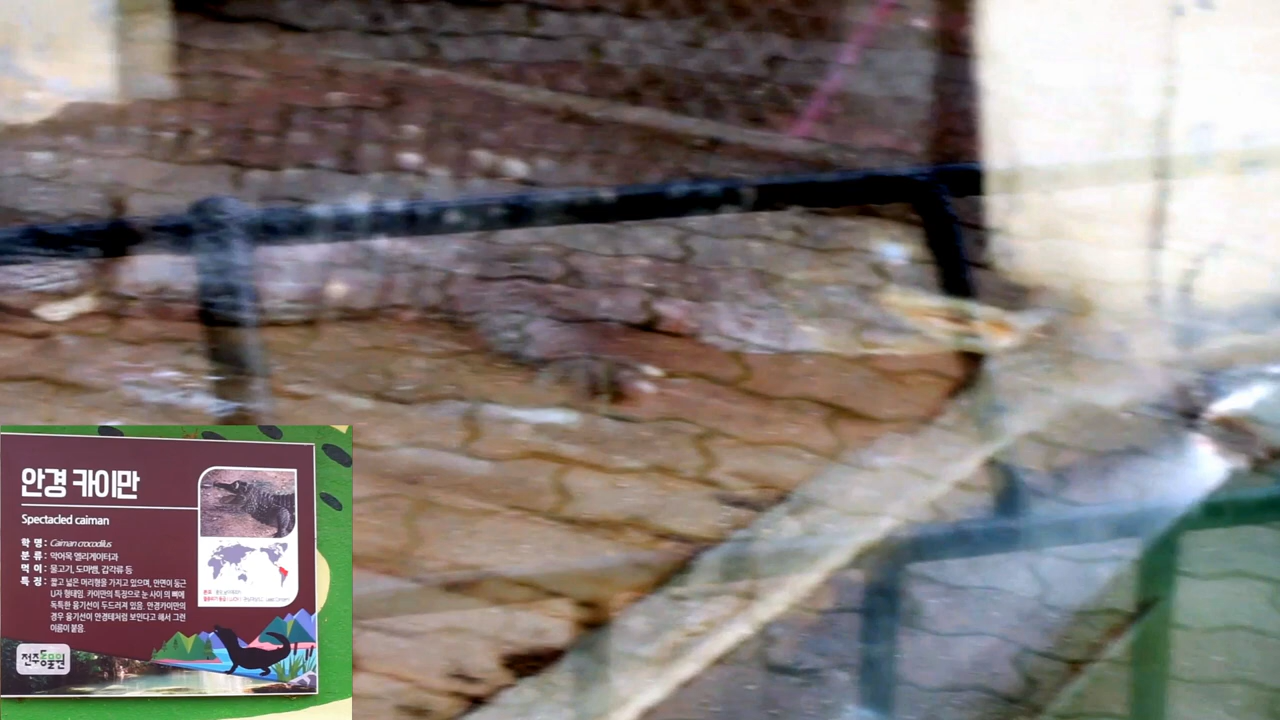 안경 카이만
Spectacled caiman
학 명 : Caiman crocodilus
분 류 : 악어목 엘리게이터과
먹 이 : 물고기, 도마뱀, 갑각류 등
특 징 : 짧고 넓은 머리형을 가지고 있으며, 안면이 둥근
U자 형태임. 카이만의 특징으로 눈 사이 의 뼈에
독특한 융기선이 두드러져 있음. 안경카이만의
경우 융기선이 안경테처럼 보인다고 해서 그런
이름이 붙음.
전주동물원